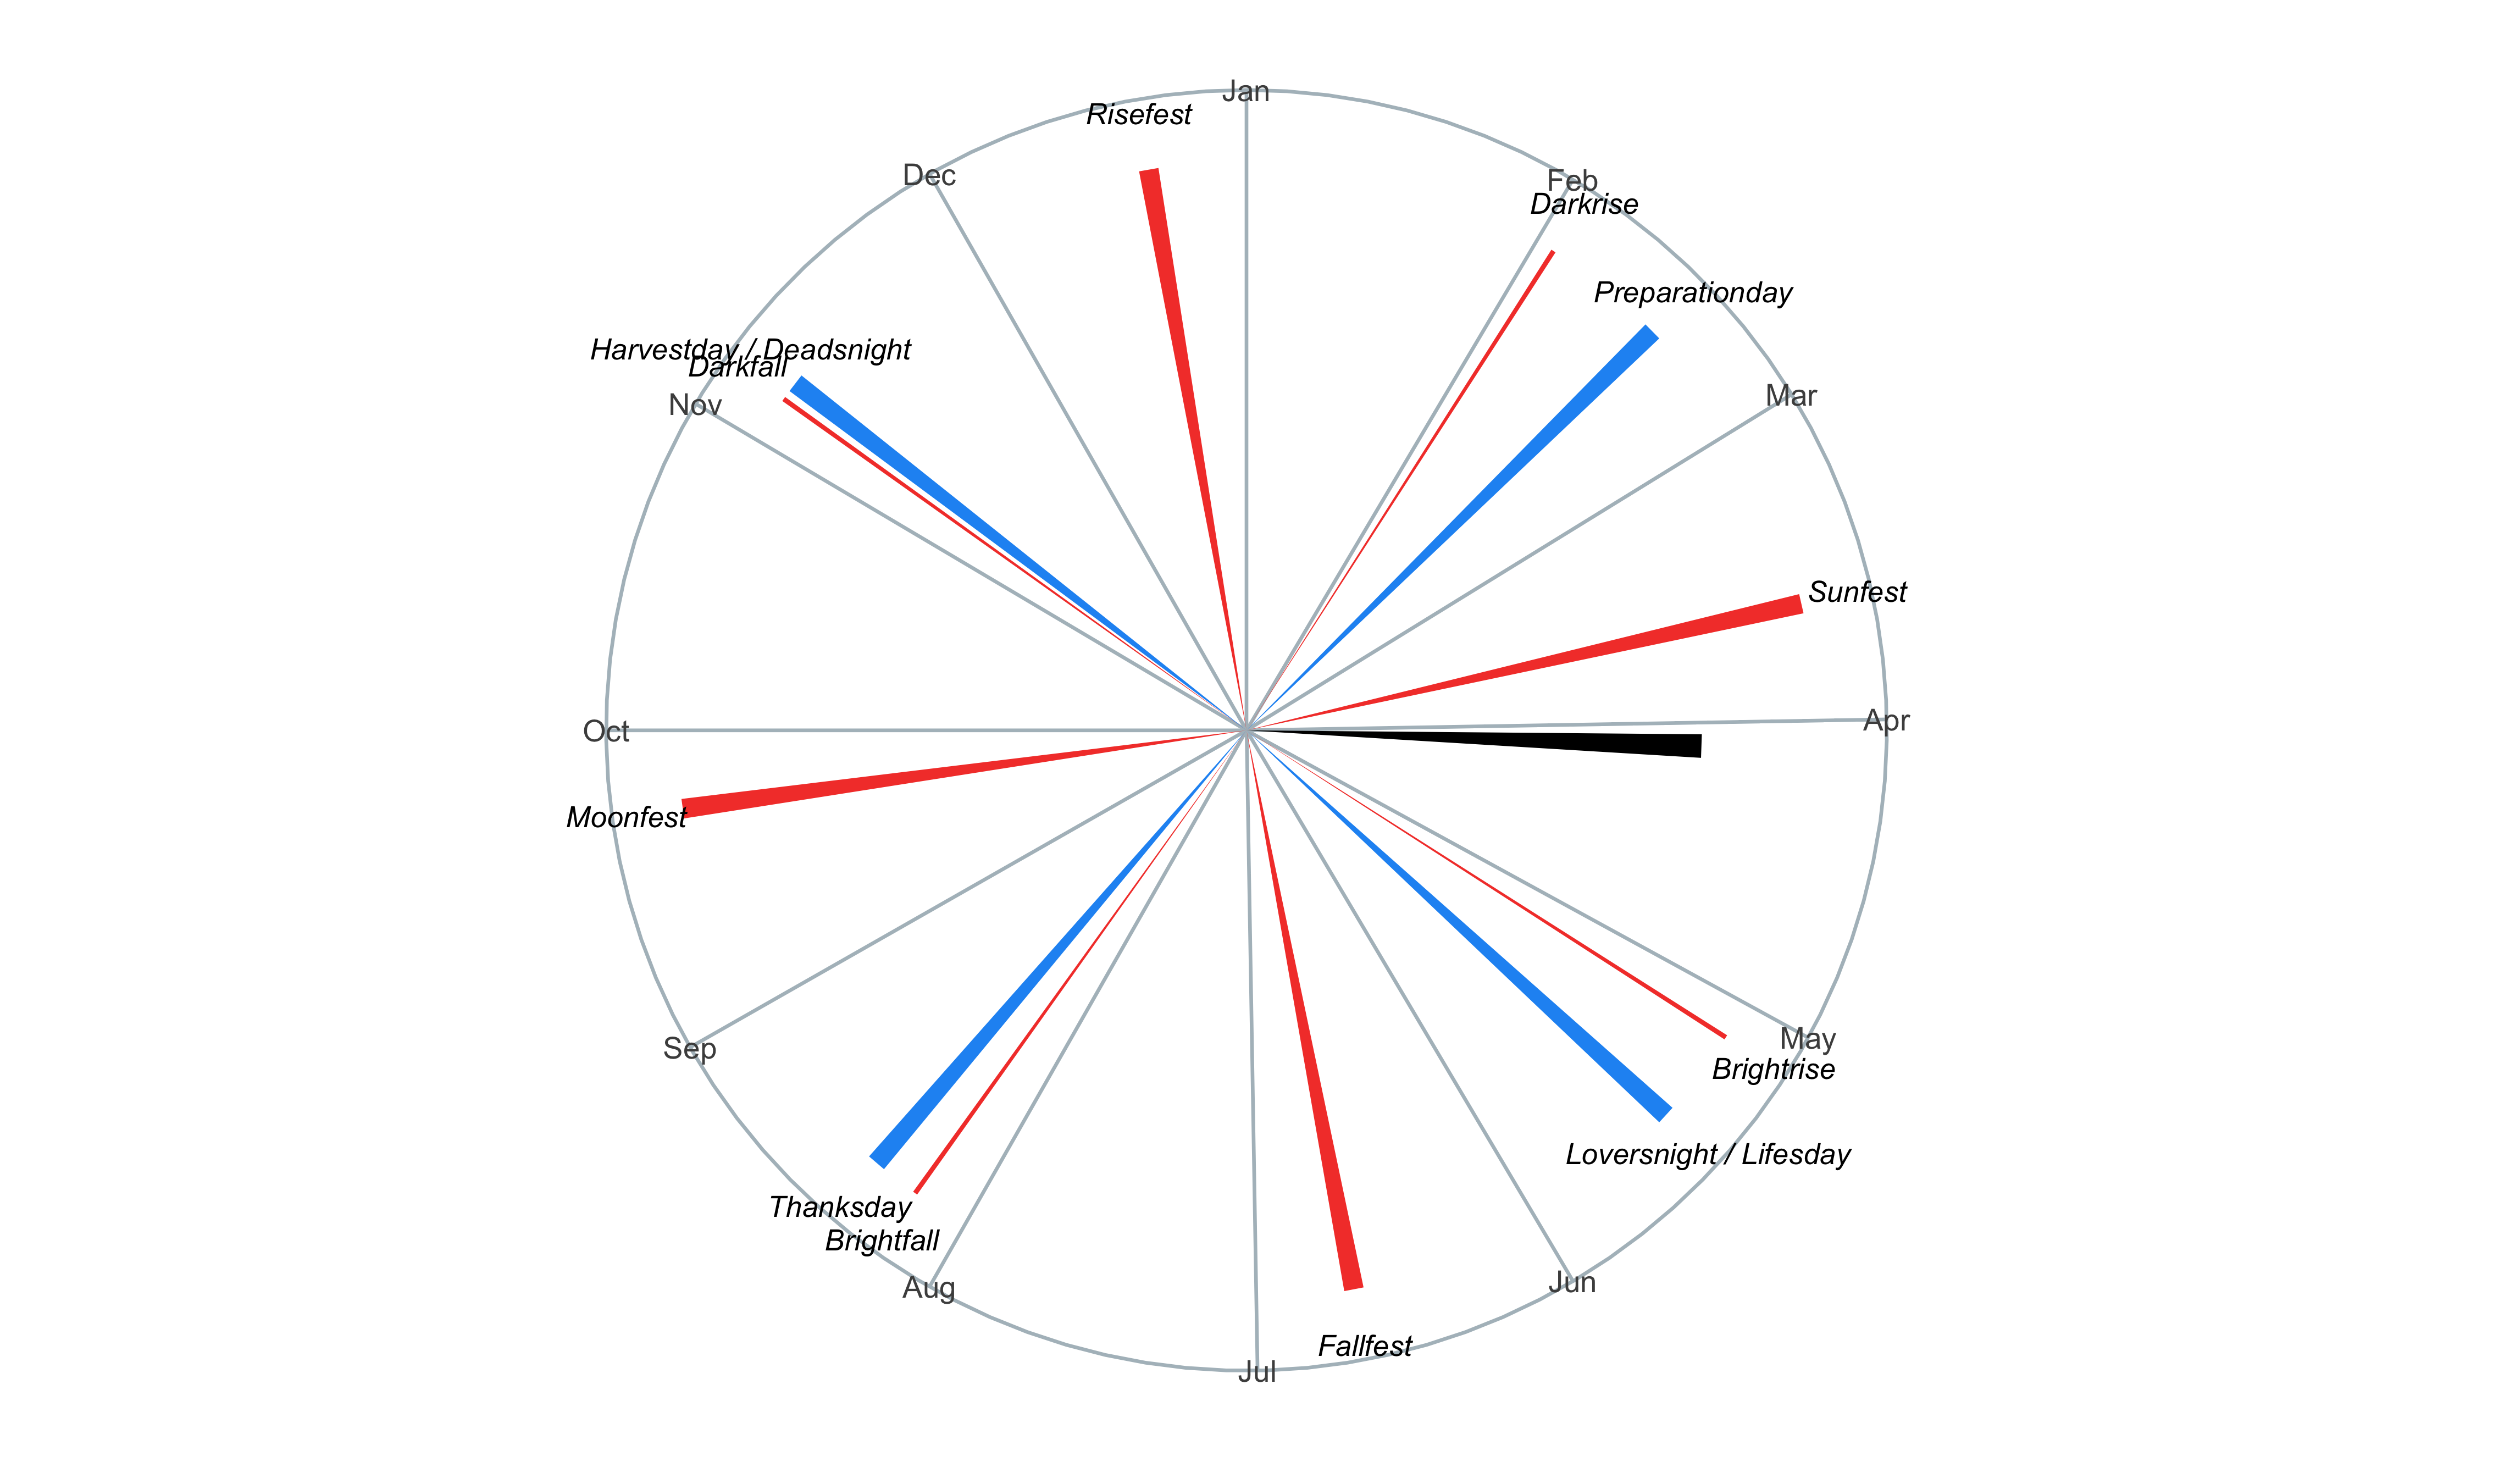 Jan
Risefest
Dec
Feb
Darkrise
Preparationday
Harvestday / Deadsnight
Darkfall
Nov
Mar
Sunfest
Oct
Apr
Moonfest
May
Sep
Brightrise
Loversnight / Lifesday
Thanksday
Brightfall
Aug
Jun
Fallfest
Jul